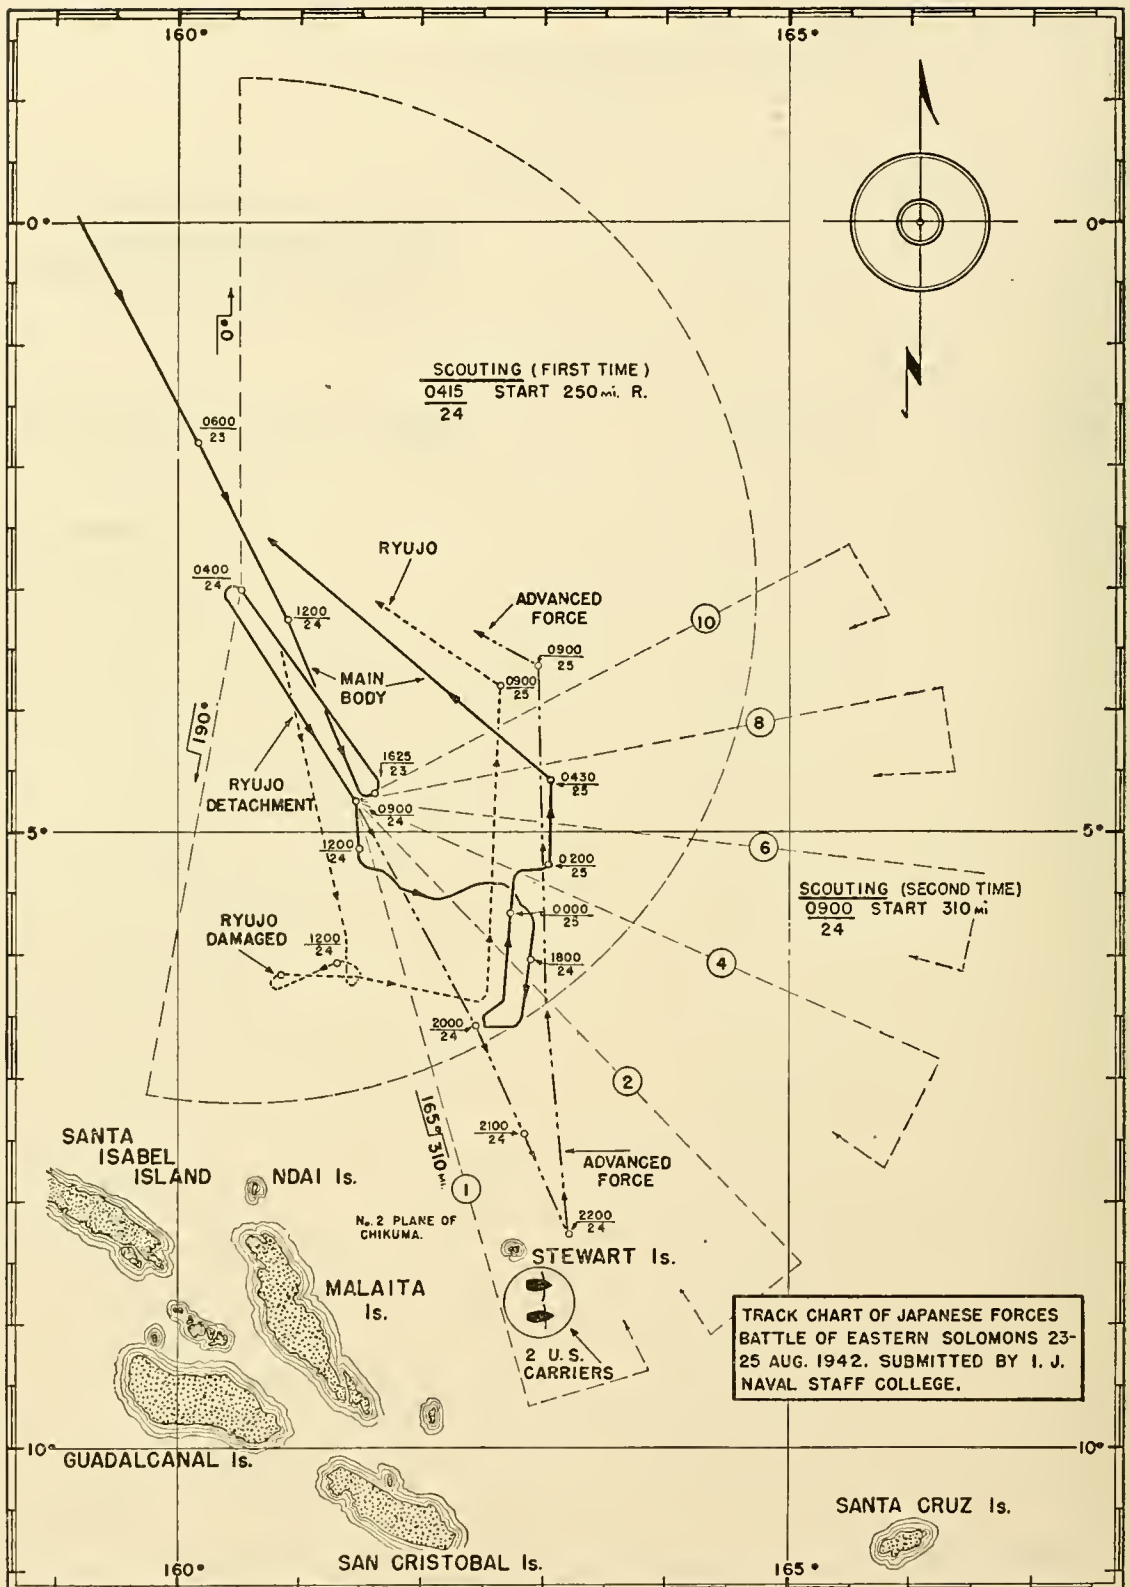 160°
165°
0°
0°
0°
SCOUTING (FIRST TIME)
0415
24
START 250 mi. R.
0600
23
RYUJO
0400
24
ADVANCED
FORCE
10
1200
24
0900
25
MAIN
BODY
0900
25
190°
8
1625
23
RYUJO
DETACHMENT
0430
25
0900
24
5°
5°
1200
24
6
0200
25
SCOUTING (SECOND TIME)
0900
24
START 310 mi
0000
25
RYUJO
DAMAGED
1200
24
4
1800
24
2000
24
2
165° 310 MI.
2100
24
SANTA
ISABEL
ISLAND
NDAI Is.
ADVANCED
FORCE
1
No. 2 PLANE OF
CHIKUMA.
2200
24
STEWART Is.
MALAITA
Is.
TRACK CHART OF JAPANESE FORCES
BATTLE OF EASTERN SOLOMONS 23-
25 AUG. 1942. SUBMITTED BY I. J.
NAVAL STAFF COLLEGE.
2 U.S.
CARRIERS
10°
10°
GUADALCANAL Is.
SANTA CRUZ Is.
SAN CRISTOBAL Is.
160°
165°
N